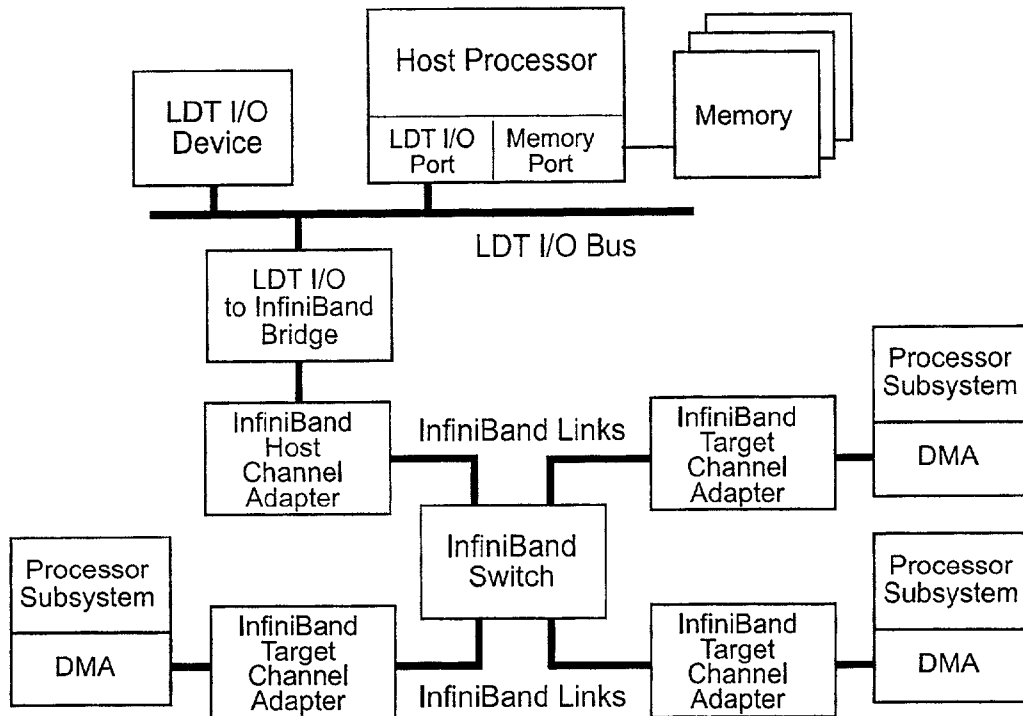 Host Processor
LDT I/O
Port
Memory
Port
Memory
LDT I/O
Device
LDT I/O Bus
LDT I/O
to InfiniBand
Bridge
InfiniBand
Host
Channel
Adapter
InfiniBand Links
InfiniBand
Target
Channel
Adapter
Processor
Subsystem
DMA
InfiniBand
Switch
Processor
Subsystem
DMA
InfiniBand
Target
Channel
Adapter
InfiniBand Links
InfiniBand
Target
Channel
Adapter
Processor
Subsystem
DMA